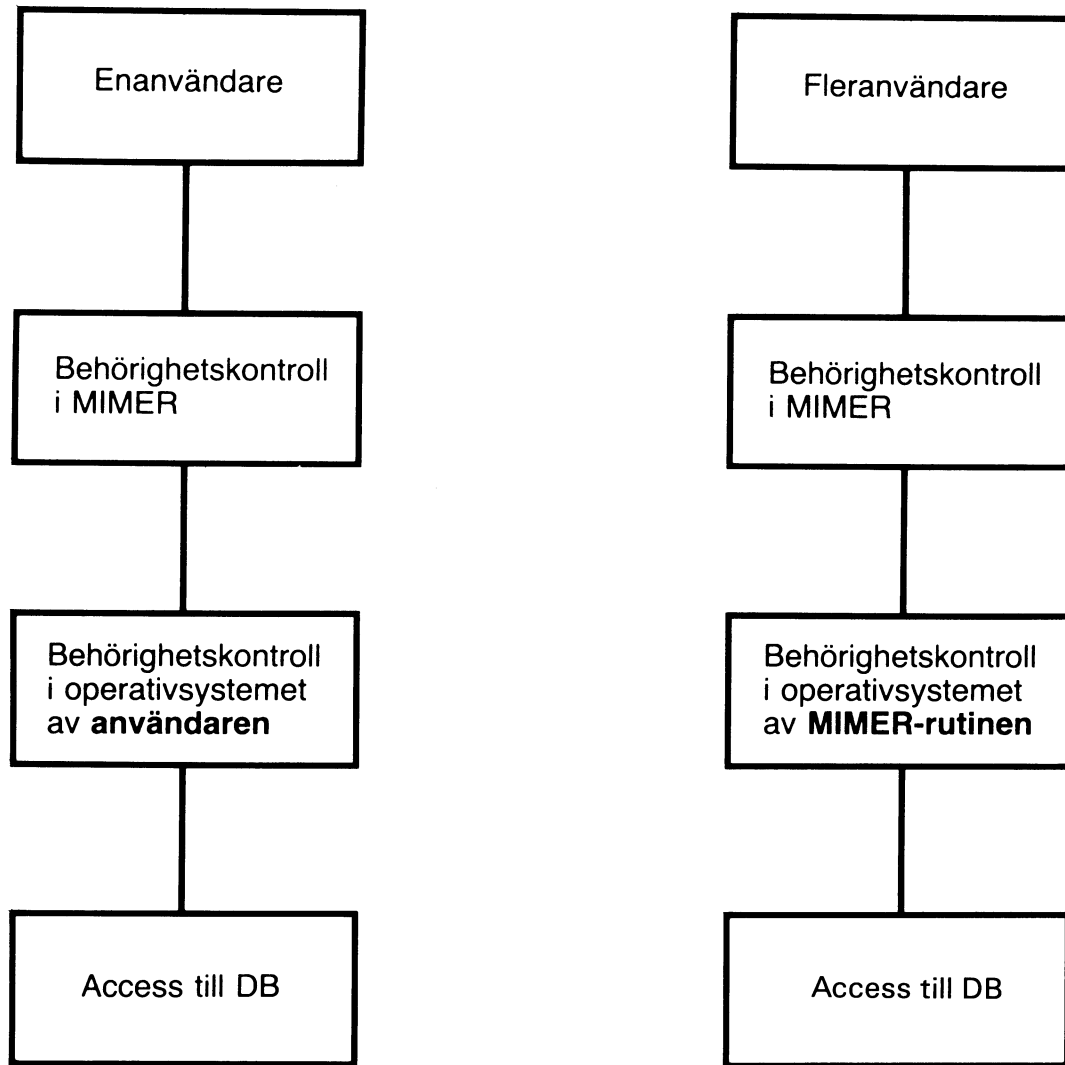 Enanvändare
Behörighetskontroll
i MIMER
Behörighetskontroll
i operativsystemet
av användaren
Access till DB
Fleranvändare
Behörighetskontroll
i MIMER
Behörighetskontroll
i operativsystemet
av MIMER-rutinen
Access till DB